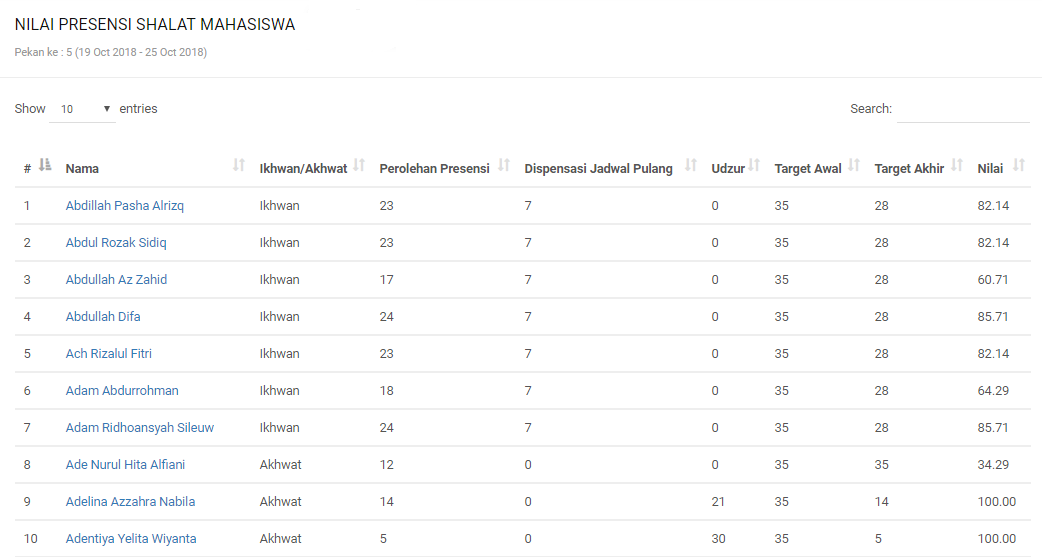 NILAI PRESENSI SHALAT MAHASISWA
Pekan ke : 5 (19 Oct 2018 - 25 Oct 2018)
Show 10 entries Search:
# Nama Ikhwan/Akhwat Perolehan Presensi Dispensasi Jadwal Pulang Udzur Target Awal Target Akhir Nilai
1 Abdillah Pasha Alrizq Ikhwan 23 7 0 35 28 82.14
2 Abdul Rozak Sidiq Ikhwan 23 7 0 35 28 82.14
3 Abdullah Az Zahid Ikhwan 17 7 0 35 28 60.71
4 Abdullah Difa Ikhwan 24 7 0 35 28 85.71
5 Ach Rizalul Fitri Ikhwan 23 7 0 35 28 82.14
6 Adam Abdurrohman Ikhwan 18 7 0 35 28 64.29
7 Adam Ridhoansyah Sileuw Ikhwan 24 7 0 35 28 85.71
8 Ade Nurul Hita Alfiani Akhwat 12 0 0 35 35 34.29
9 Adelina Azzahra Nabila Akhwat 14 0 21 35 14 100.00
10 Adentiya Yelita Wiyanta Akhwat 5 0 30 35 5 100.00